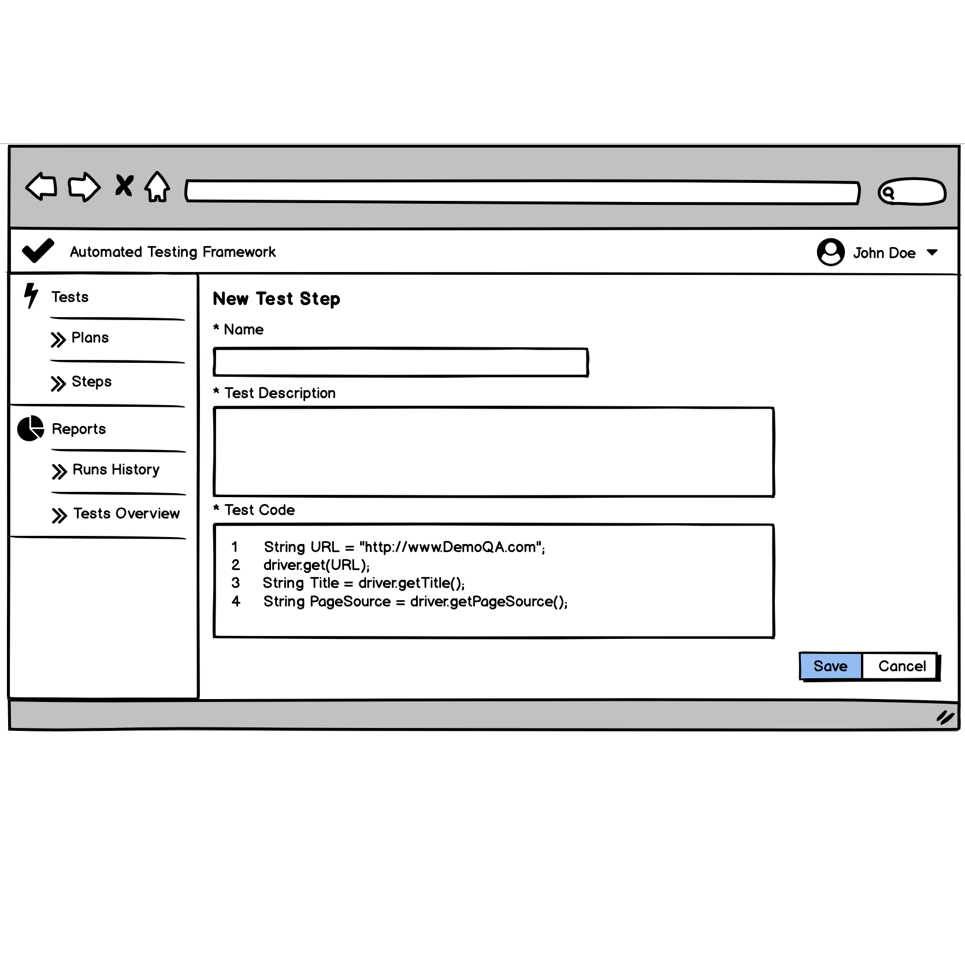 Automated Testing Framework
John Doe
Tests
Plans
Steps
Reports
Runs History
Tests Overview
New Test Step
* Name
* Test Description
* Test Code
1 String URL = "http://www.DemoQA.com";
2 driver.get(URL);
3 String Title = driver.getTitle();
4 String PageSource = driver.getPageSource();
Save
Cancel